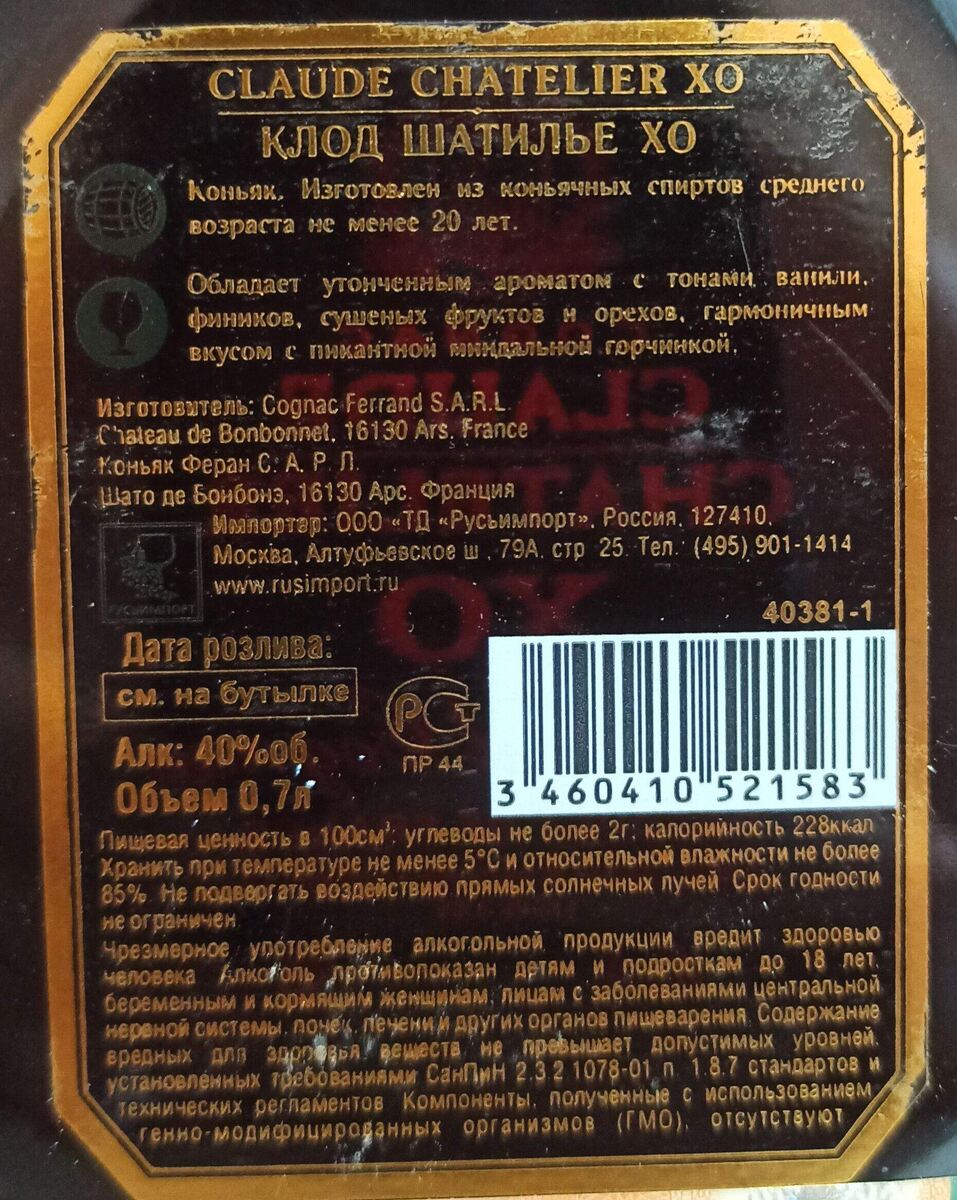 CLAUDE CHATELIER XO
КЛОД ШАТИЛЬЕ ХО
Коньяк. Изготовлен из коньячных спиртов среднего
возраста не менее 20 лет.
Обладает утонченным ароматом с тонами ванили,
фиников, сушеных фруктов и орехов, гармоничным
вкусом с пикантной миндальной горчинкой.
Изготовитель: Cognac Ferrand S.A.R.L.
Chateau de Bonbonnet, 16130 Ars, France
Коньяк Феран С. А. Р. Л.
Шато де Бонбонэ, 16130 Арс. Франция
Импортер: ООО «ТД «Русьимпорт», Россия, 127410,
Москва, Алтуфьевское ш., 79А, стр 25. Тел.: (495) 901-1414
www.rusimport.ru
РУСЬИМПОРТ
40381-1
Дата розлива:
см. на бутылке
РСТ
ПР 44
Алк: 40%об.
Объем 0,7л
3 460410 521583
Пищевая ценность в 100см³: углеводы не более 2г; калорийность 228ккал
Хранить при температуре не менее 5°С и относительной влажности не более
85%. Не подвергать воздействию прямых солнечных лучей. Срок годности
не ограничен
Чрезмерное употребление алкогольной продукции вредит здоровью
человека. Алкоголь противопоказан детям и подросткам до 18 лет,
беременным и кормящим женщинам, лицам с заболеваниями центральной
нервной системы, почек, печени и других органов пищеварения. Содержание
вредных для здоровья веществ не превышает допустимых уровней,
установленных требованиями СанПиН 2.3.2.1078-01 п. 1.8.7 стандартов и
технических регламентов. Компоненты, полученные с использованием
генно-модифицированных организмов (ГМО), отсутствуют
CLAUDE
XO